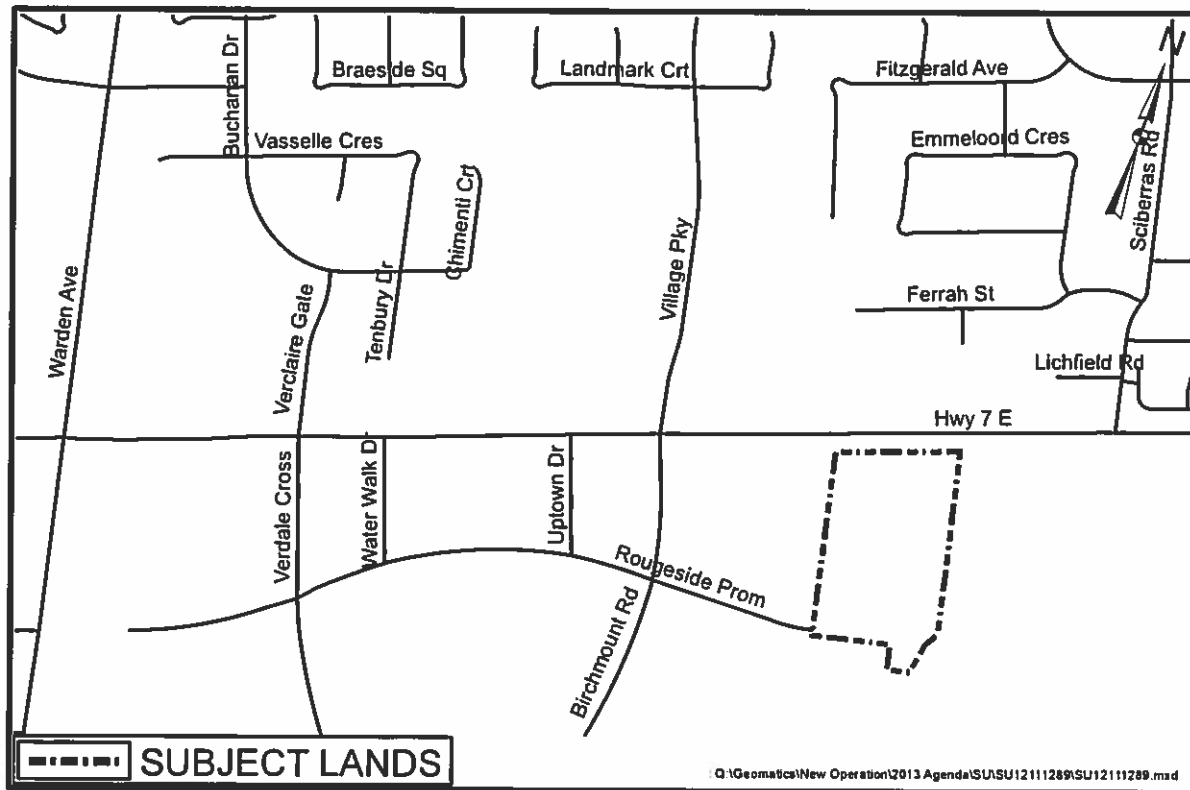 Buchanan Dr
Braeside Sq
Landmark Crt
Fitzgerald Ave
N
Vasselle Cres
Emmeloord Cres
Chimenti Crt
Sciberras Rd
Village Pky
Warden Ave
Verclaire Gate
Tenbury Dr
Ferrah St
Lichfield Rd
Hwy 7 E
Verdale Cross
Water Walk Dr
Uptown Dr
Rougeside Prom
Birchmount Rd
SUBJECT LANDS
Q:\Geomatics\New Operation\2013 Agenda\SU\SU12111289\SU12111289.mxd